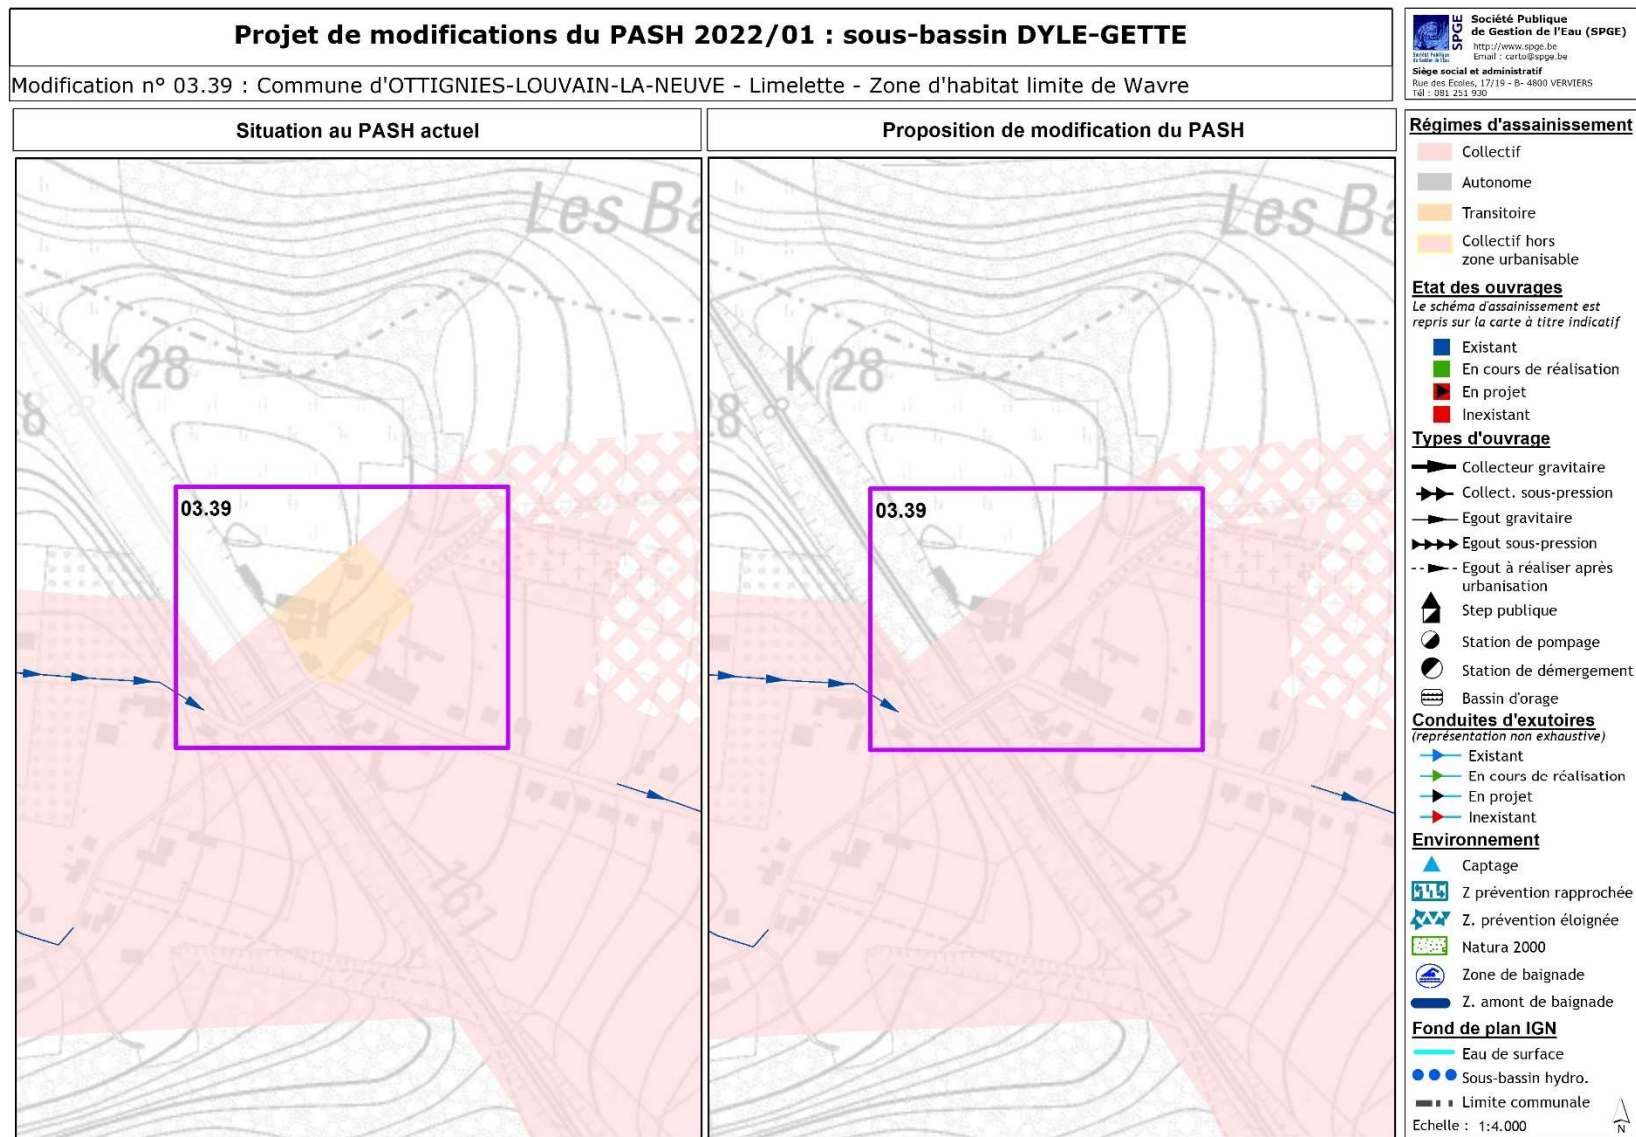 Projet de modifications du PASH 2022/01 : sous-bassin DYLE-GETTE
Modification n° 03.39 : Commune d'OTTIGNIES-LOUVAIN-LA-NEUVE - Limelette - Zone d'habitat limite de Wavre
SPGE
Société Publique
de Gestion de l'Eau (SPGE)
http://www.spge.be
Email : carto@spge.be
Société Publique
de Gestion de l'Eau
Siège social et administratif
Rue des Ecoles, 17/19 - B- 4800 VERVIERS
Tél : 081 251 930
Situation au PASH actuel
Proposition de modification du PASH
Les Ba
K 28
03.39
161
Les Ba
K 28
03.39
161
Régimes d'assainissement
Collectif
Autonome
Transitoire
Collectif hors
zone urbanisable
Etat des ouvrages
Le schéma d'assainissement est
repris sur la carte à titre indicatif
Existant
En cours de réalisation
En projet
Inexistant
Types d'ouvrage
Collecteur gravitaire
Collect. sous-pression
Egout gravitaire
Egout sous-pression
Egout à réaliser après
urbanisation
Step publique
Station de pompage
Station de démergement
Bassin d'orage
Conduites d'exutoires
(représentation non exhaustive)
Existant
En cours de réalisation
En projet
Inexistant
Environnement
Captage
Z prévention rapprochée
Z. prévention éloignée
Natura 2000
Zone de baignade
Z. amont de baignade
Fond de plan IGN
Eau de surface
Sous-bassin hydro.
Limite communale
Echelle : 1:4.000
N